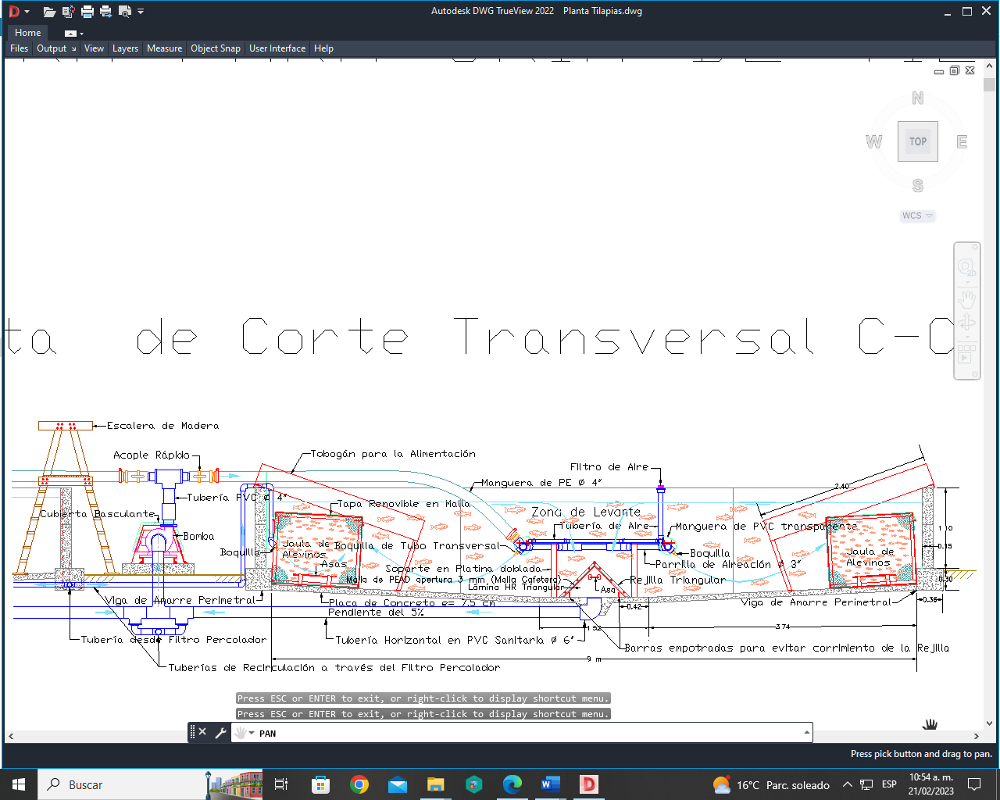 Autodesk DWG TrueView 2022 Planta Tilapias.dwg
Home
Files Output View Layers Measure Object Snap User Interface Help
N
W TOP E
S
WCS
2D
ta de Corte Transversal C-C
Escalera de Madera
Acople Rápido
Tobogán para la Alimentación
Filtro de Aire
Manguera de PE Ø 4"
2.40
Tubería PVC Ø 4"
Tapa Removible en Malla
Zona de Levante
Cubierta Basculante
Tubería de Aire
Manguera de PVC transparente
1.10
Bomba
Jaula de Alevinos
Boquilla de Tubo Transversal
0.15
Boquilla
Boquilla
Jaula de Alevinos
Asas
Parrilla de Aireación Ø 3"
Soporte en Platina doblada
Malla de PEAD apertura 3 mm (Malla Cafetera)
Rejilla Triangular
0.30
Lámina HR Triangular
Asa
Viga de Amarre Perimetral
Placa de Concreto e= 7.5 cm
Pendiente del 5%
0.42
Viga de Amarre Perimetral
0.36
1.92
3.74
Tubería desde Filtro Percolador
Tubería Horizontal en PVC Sanitaria Ø 6"
Barras empotradas para evitar corrimiento de la Rejilla
9 m
Tuberías de Recirculación a través del Filtro Percolador
Press ESC or ENTER to exit, or right-click to display shortcut menu.
Press ESC or ENTER to exit, or right-click to display shortcut menu.
PAN
Press pick button and drag to pan.
Buscar
16°C Parc. soleado
ESP
10:54 a. m.
21/02/2023